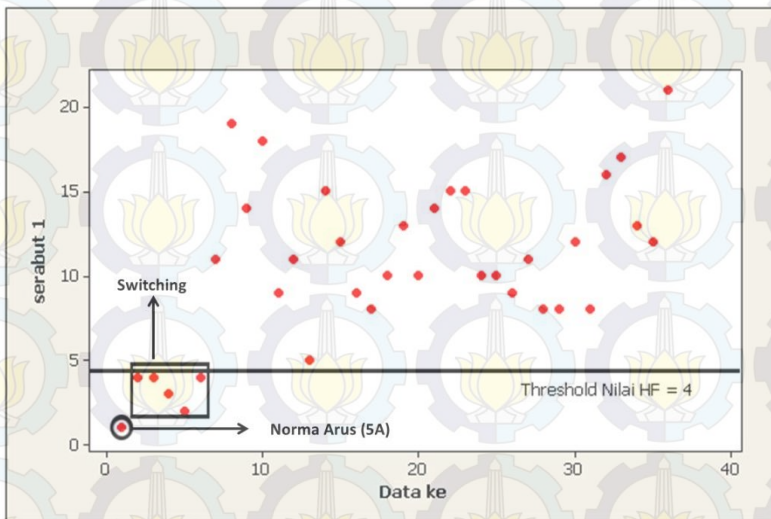 serabut 1
20
15
10
5
0
Switching
Threshold Nilai HF = 4
Norma Arus (5A)
0 10 20 30 40
Data ke